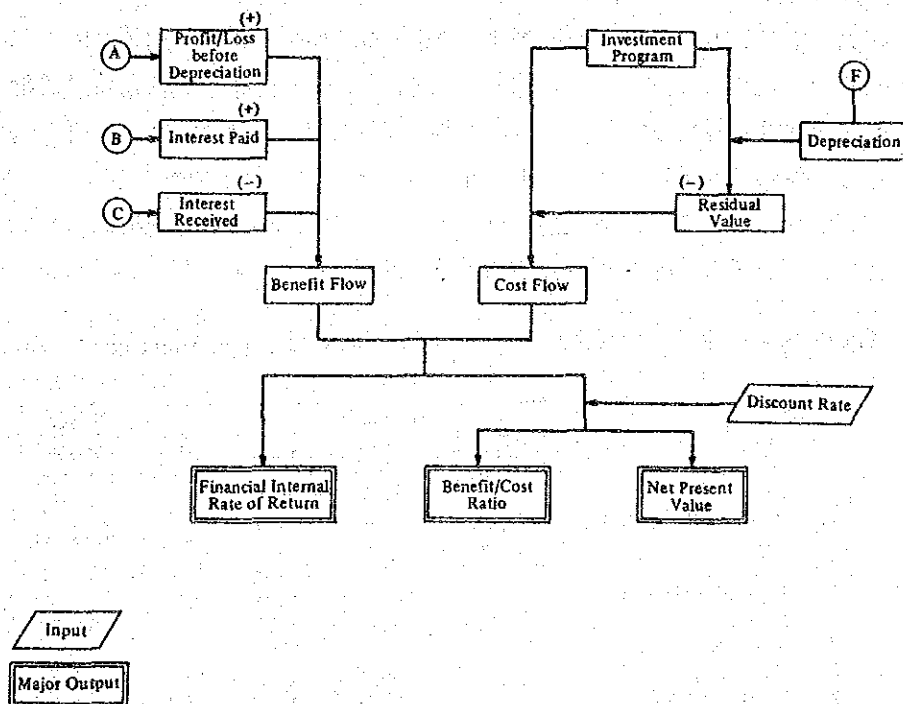 (+)
A
Profit/Loss
before
Depreciation
(+)
B
Interest Paid
(−)
C
Interest
Received
Investment
Program
F
Depreciation
(−)
Residual
Value
Benefit Flow
Cost Flow
Discount Rate
Financial Internal
Rate of Return
Benefit/Cost
Ratio
Net Present
Value
Input
Major Output